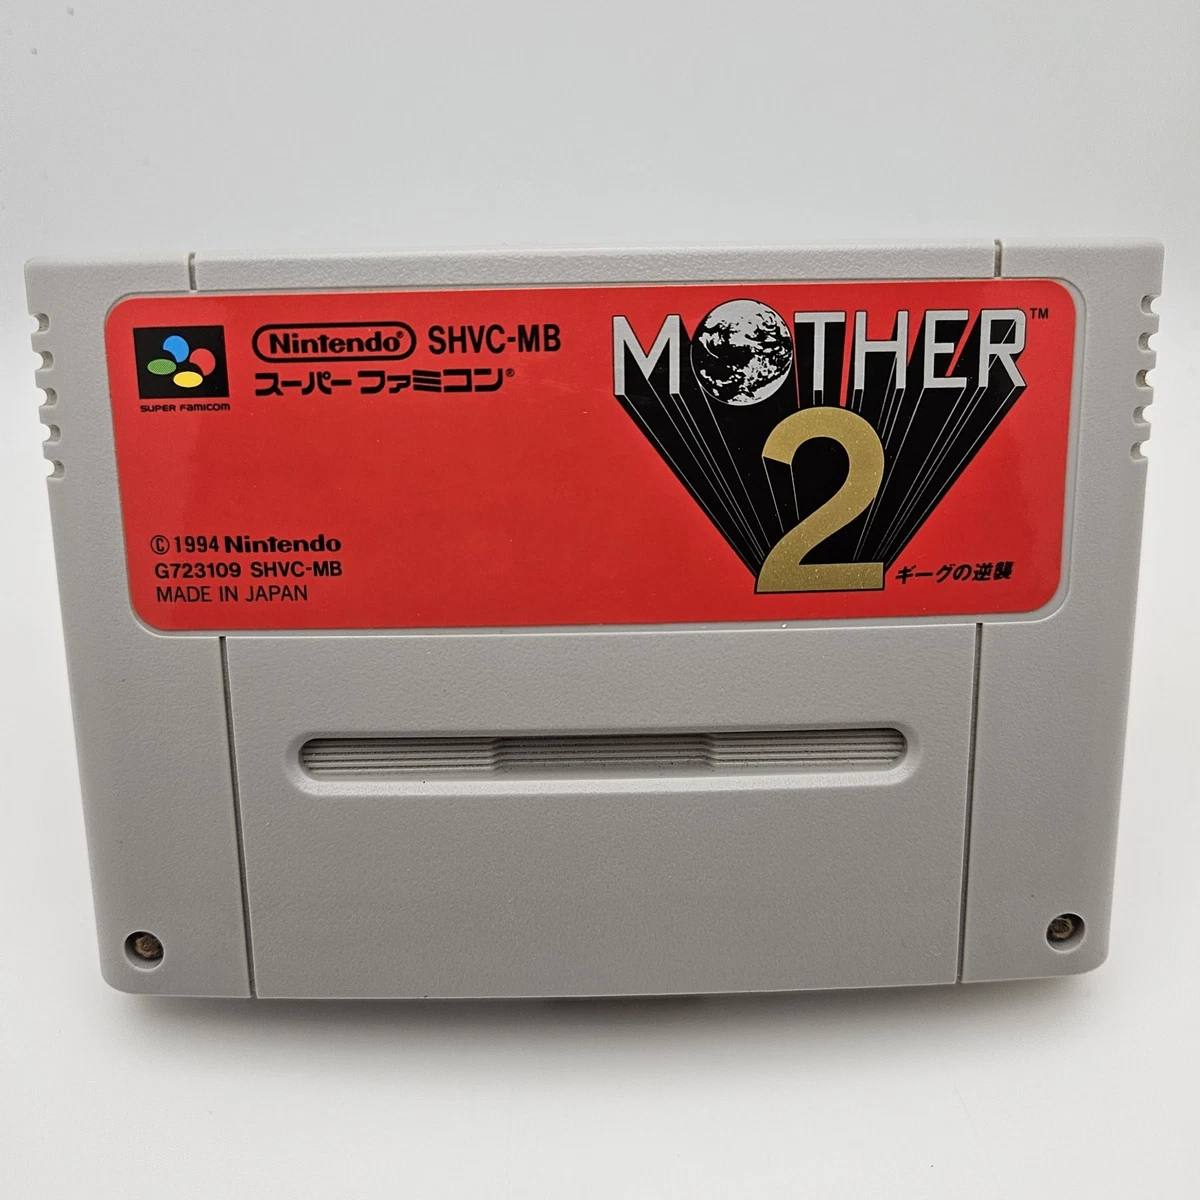 SUPER FAMICOM
Nintendo® SHVC-MB
スーパーファミコン®
MOTHER™
2
ギーグの逆襲
©1994 Nintendo
G723109 SHVC-MB
MADE IN JAPAN